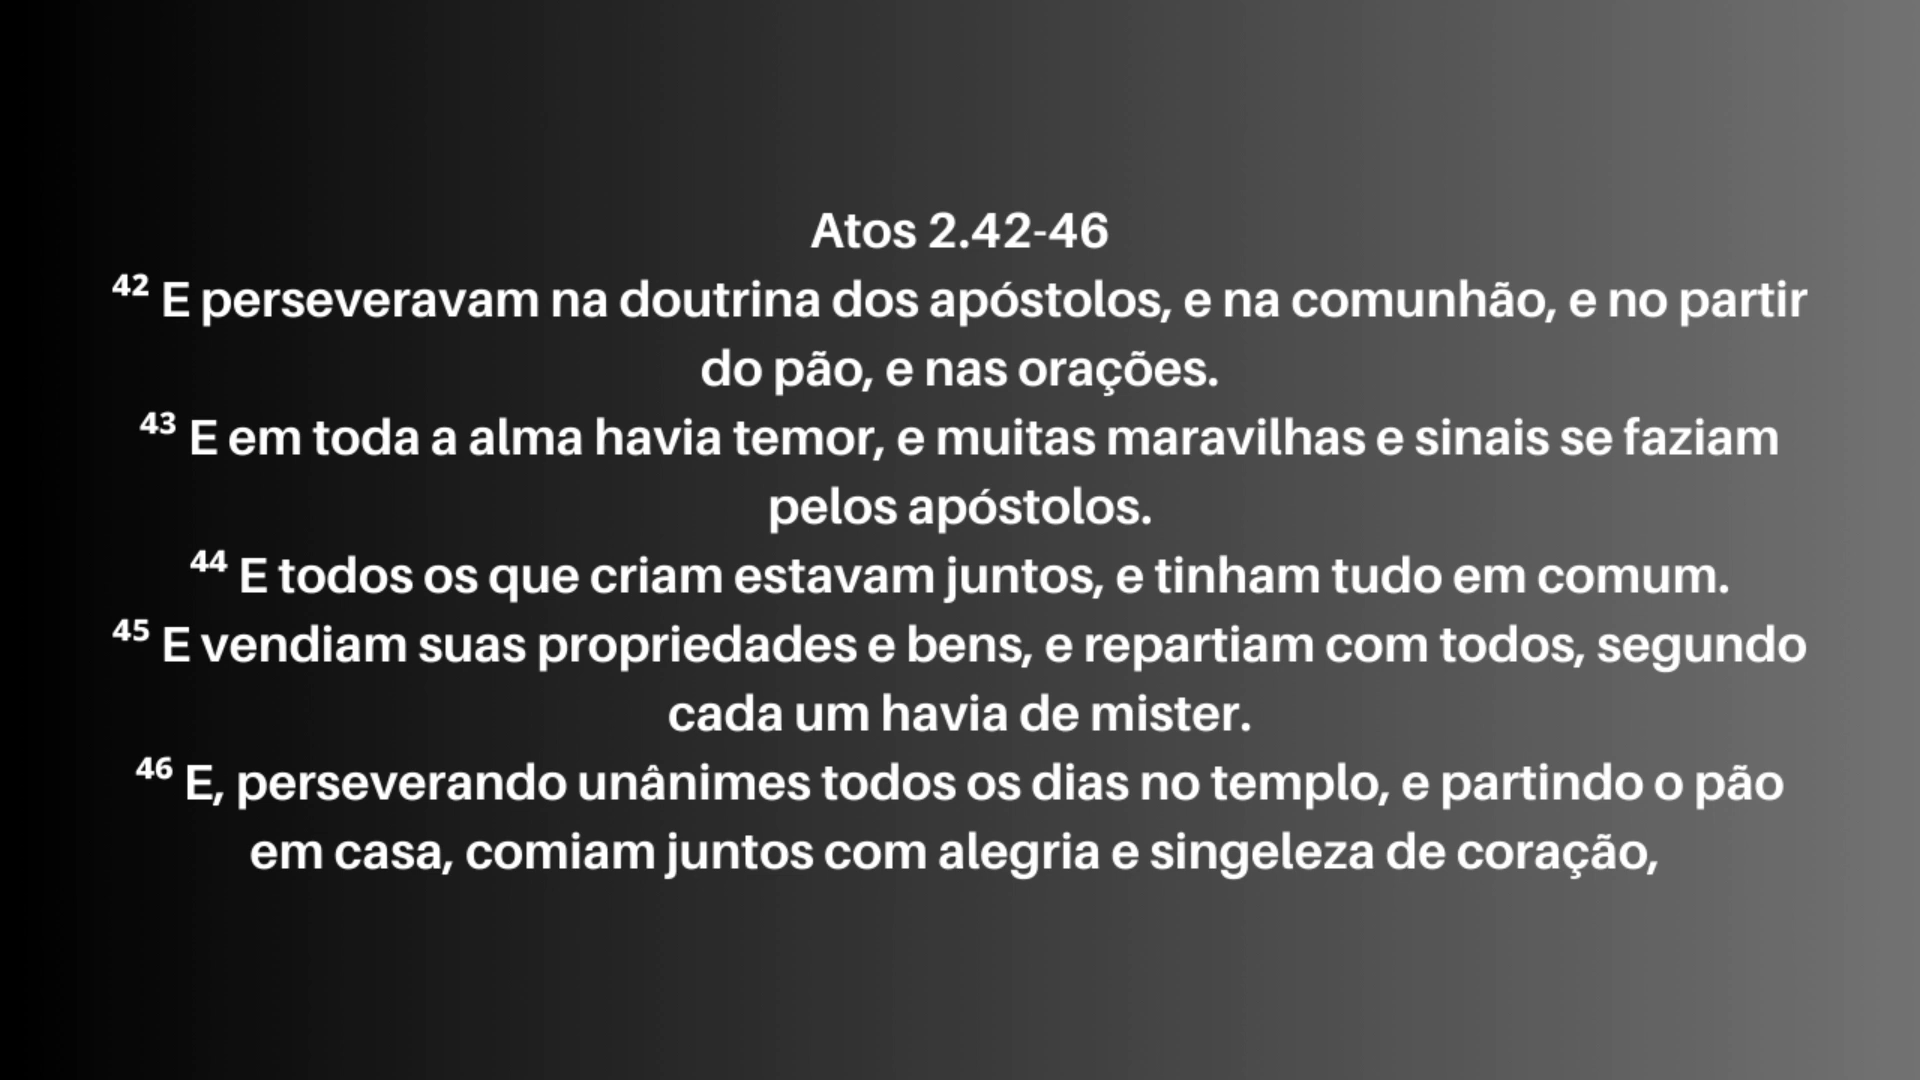 Atos 2.42-46
⁴² E perseveravam na doutrina dos apóstolos, e na comunhão, e no partir
do pão, e nas orações.
⁴³ E em toda a alma havia temor, e muitas maravilhas e sinais se faziam
pelos apóstolos.
⁴⁴ E todos os que criam estavam juntos, e tinham tudo em comum.
⁴⁵ E vendiam suas propriedades e bens, e repartiam com todos, segundo
cada um havia de mister.
⁴⁶ E, perseverando unânimes todos os dias no templo, e partindo o pão
em casa, comiam juntos com alegria e singeleza de coração,